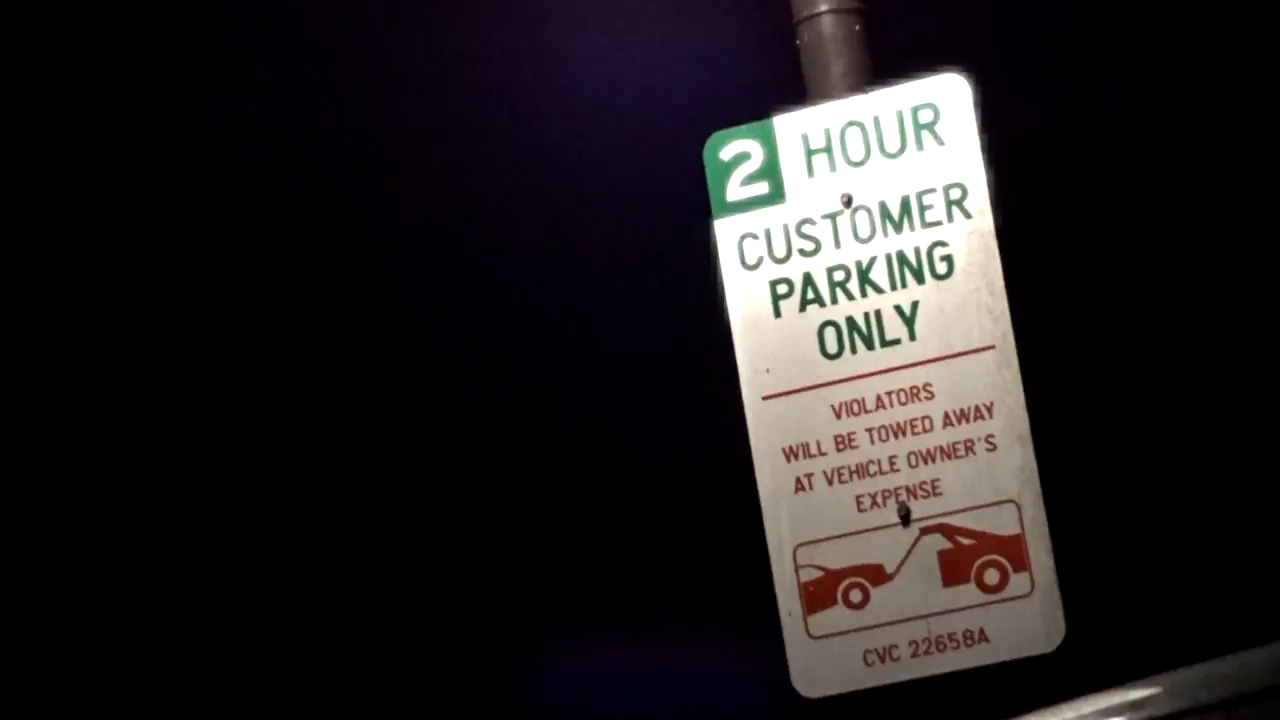 2 HOUR
CUSTOMER
PARKING
ONLY
VIOLATORS
WILL BE TOWED AWAY
AT VEHICLE OWNER'S
EXPENSE
CVC 22658A